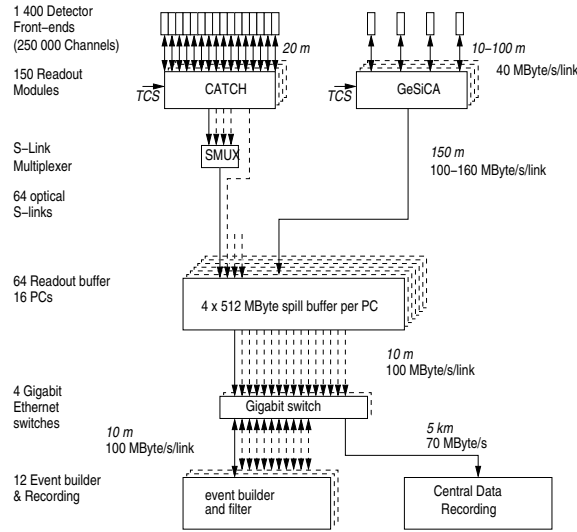 1 400 Detector
Front–ends
(250 000 Channels)
20 m
10–100 m
40 MByte/s/link
150 Readout
Modules
TCS
CATCH
TCS
GeSiCA
S–Link
Multiplexer
SMUX
150 m
100–160 MByte/s/link
64 optical
S–links
64 Readout buffer
16 PCs
4 x 512 MByte spill buffer per PC
10 m
100 MByte/s/link
4 Gigabit
Ethernet
switches
Gigabit switch
10 m
100 MByte/s/link
5 km
70 MByte/s
12 Event builder
& Recording
event builder
and filter
Central Data
Recording